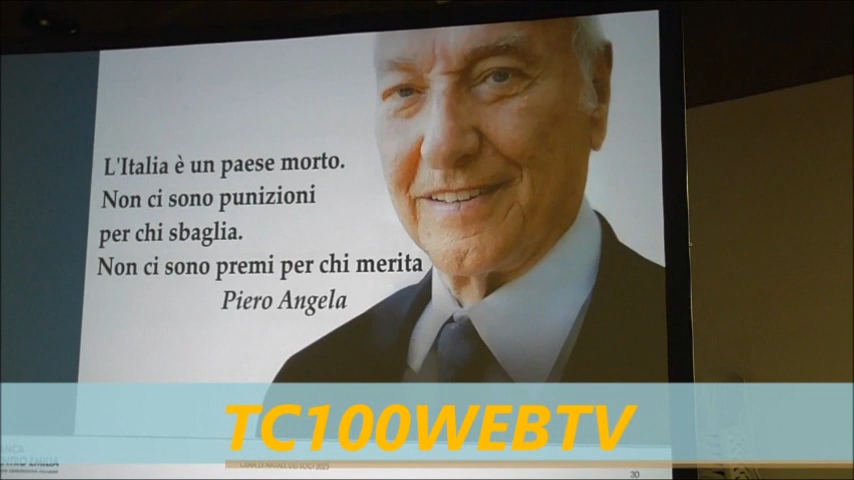 L'Italia è un paese morto.
Non ci sono punizioni
per chi sbaglia.
Non ci sono premi per chi merita
Piero Angela
TC100WEBTV
30